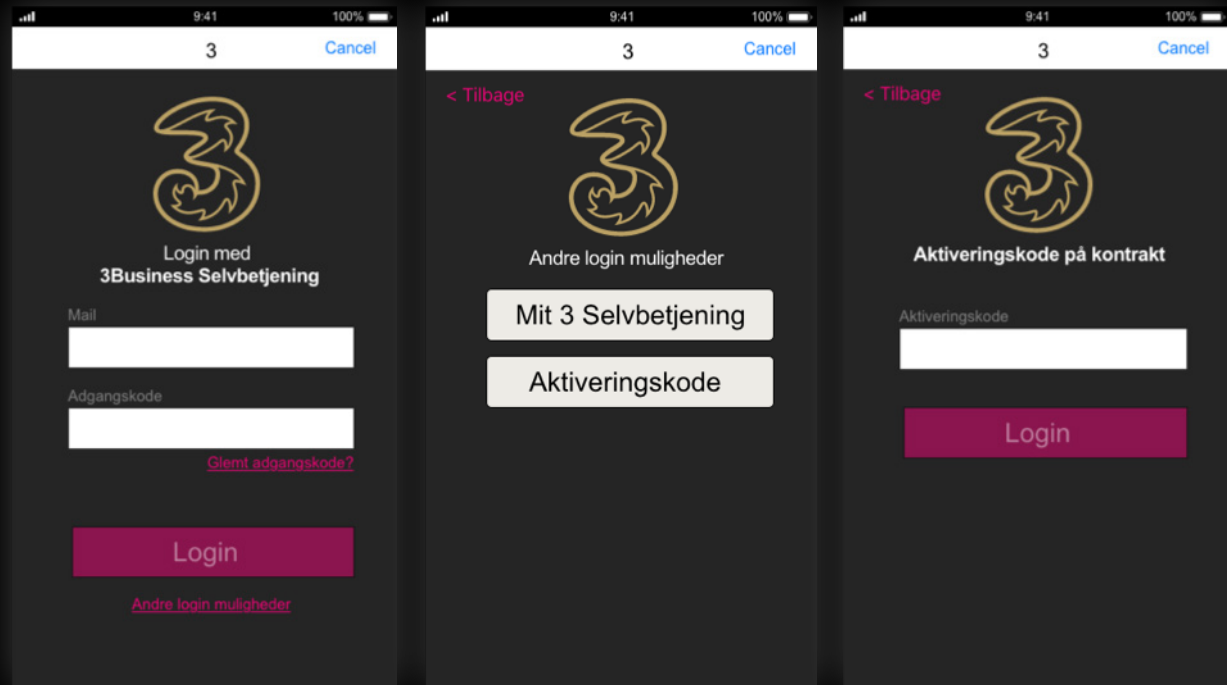 9:41
100%
3
Cancel
Login med
3Business Selvbetjening
Mail
Adgangskode
Glemt adgangskode?
Login
Andre login muligheder
9:41
100%
3
Cancel
< Tilbage
Andre login muligheder
Mit 3 Selvbetjening
Aktiveringskode
9:41
100%
3
Cancel
< Tilbage
Aktiveringskode på kontrakt
Aktiveringskode
Login